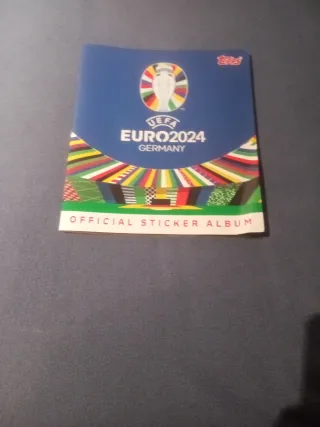 Topps
UEFA
EURO2024
GERMANY
OFFICIAL STICKER ALBUM